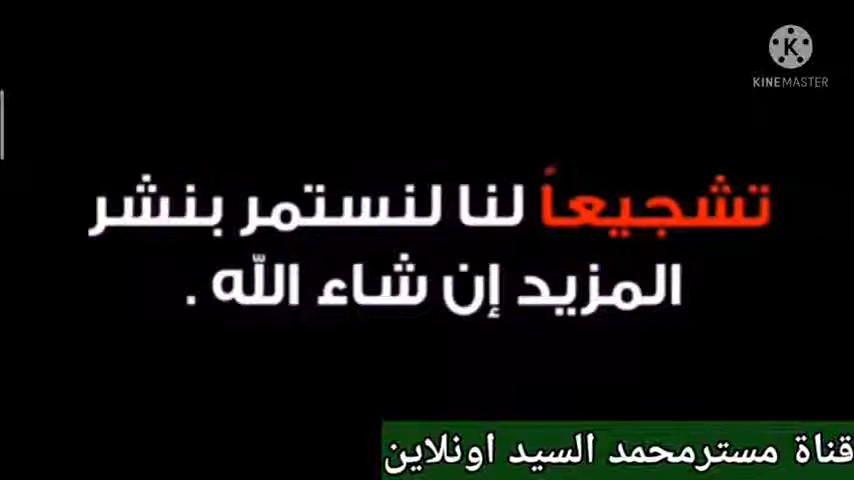 KINEMASTER
تشجيعاً لنا لنستمر بنشر
المزيد إن شاء الله .
قناة مسترمحمد السيد اونلاين